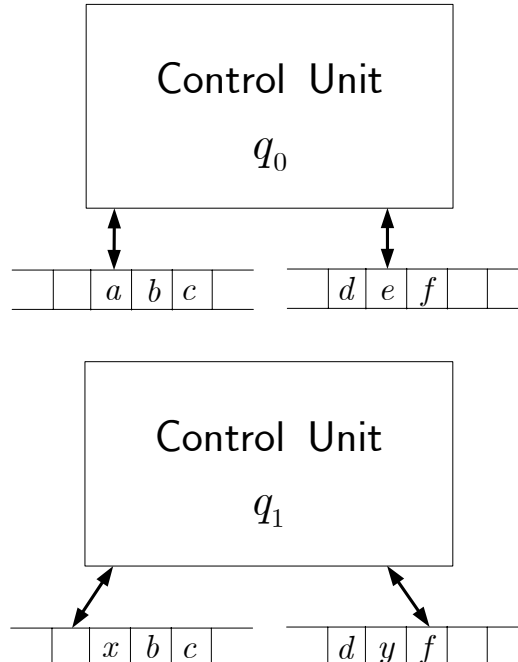 Control Unit
q₀
a b c d e f
Control Unit
q₁
x b c d y f